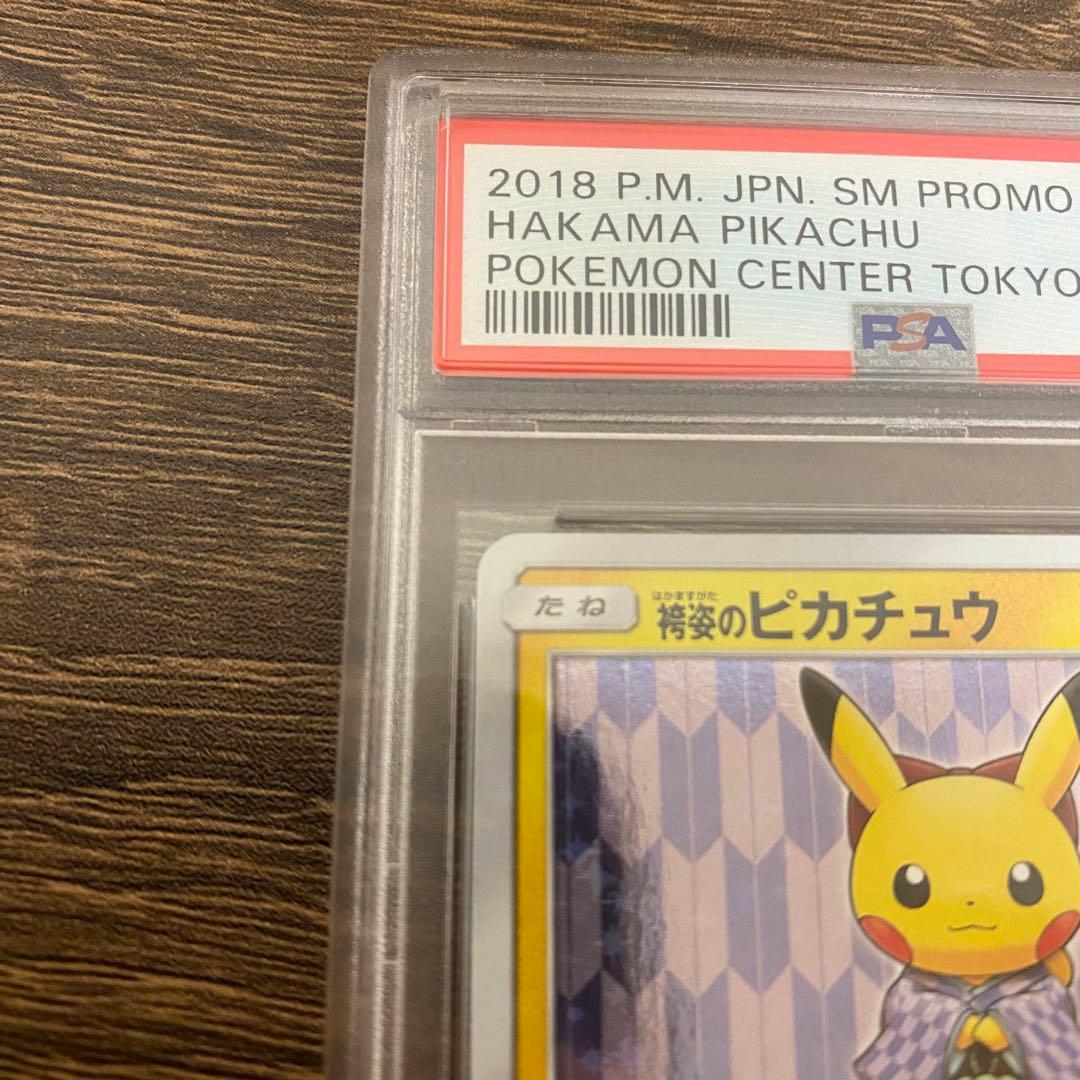 2018 P.M. JPN. SM PROMO
HAKAMA PIKACHU
POKEMON CENTER TOKYO
PSA
たね
はかますがた
袴姿のピカチュウ